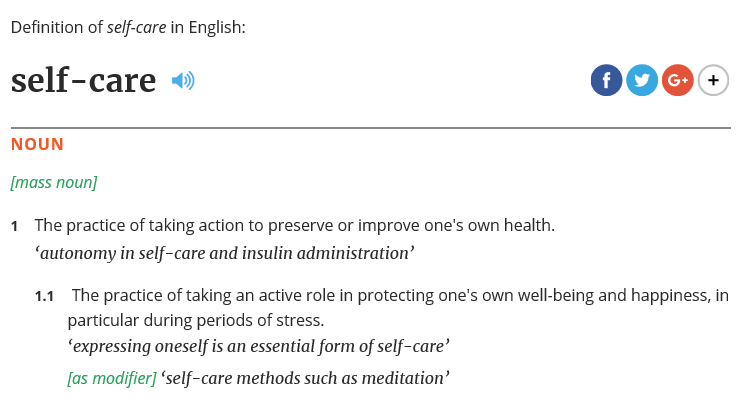 Definition of self-care in English:
self-care
f G+ +
NOUN
[mass noun]
1 The practice of taking action to preserve or improve one's own health.
‘autonomy in self-care and insulin administration’
1.1 The practice of taking an active role in protecting one's own well-being and happiness, in
particular during periods of stress.
‘expressing oneself is an essential form of self-care’
[as modifier] ‘self-care methods such as meditation’